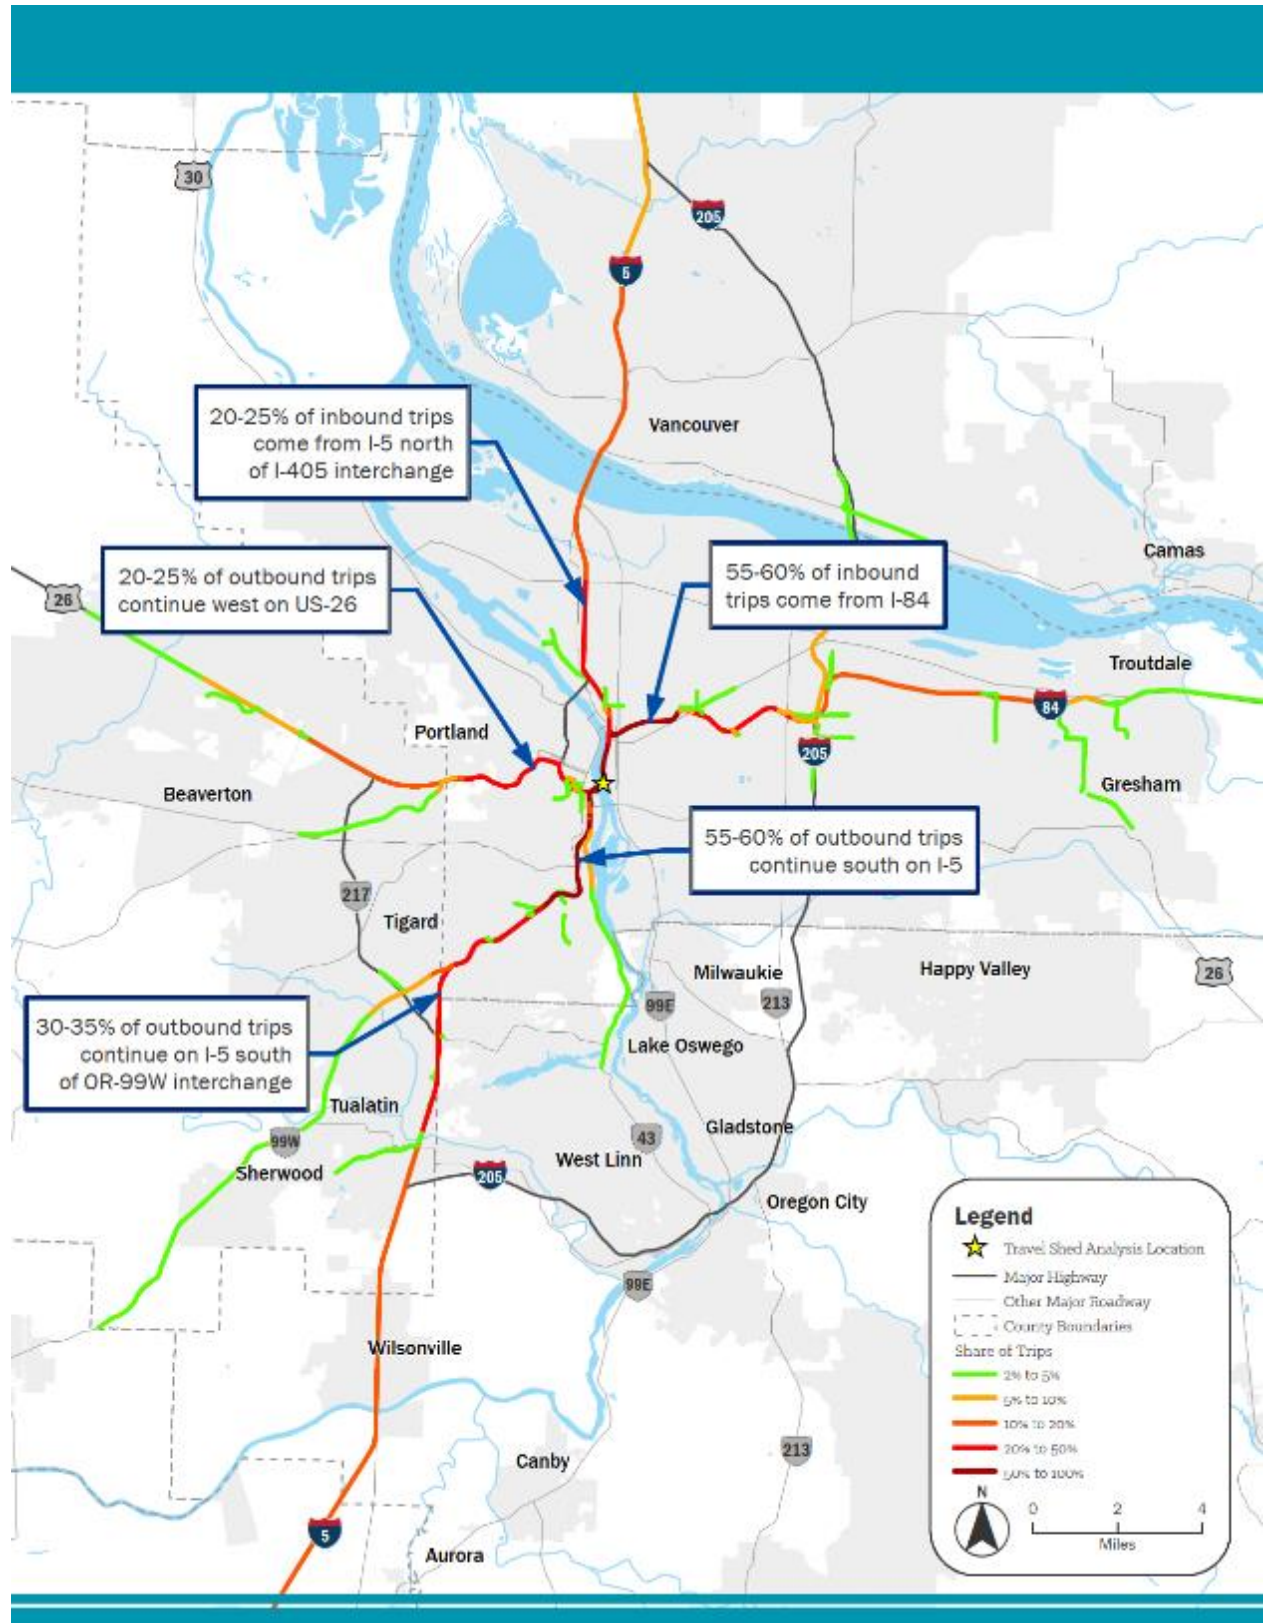 30
205
5
Vancouver
20-25% of inbound trips
come from I-5 north
of I-405 interchange
20-25% of outbound trips
continue west on US-26
55-60% of inbound
trips come from I-84
Camas
26
Troutdale
84
Portland
205
Beaverton
Gresham
55-60% of outbound trips
continue south on I-5
217
Tigard
Milwaukie
Happy Valley
26
99E
213
30-35% of outbound trips
continue on I-5 south
of OR-99W interchange
Lake Oswego
Tualatin
Gladstone
99W
43
Sherwood
West Linn
205
Oregon City
99E
Wilsonville
213
Canby
5
Aurora
Legend
Travel Shed Analysis Location
Major Highway
Other Major Roadway
County Boundaries
Share of Trips
2% to 5%
5% to 10%
10% to 20%
20% to 50%
50% to 100%
N
0 2 4
Miles